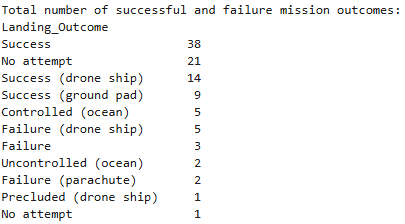 Total number of successful and failure mission outcomes:
Landing_Outcome
Success                   38
No attempt                21
Success (drone ship)      14
Success (ground pad)       9
Controlled (ocean)         5
Failure (drone ship)       5
Failure                    3
Uncontrolled (ocean)       2
Failure (parachute)        2
Precluded (drone ship)     1
No attempt                 1